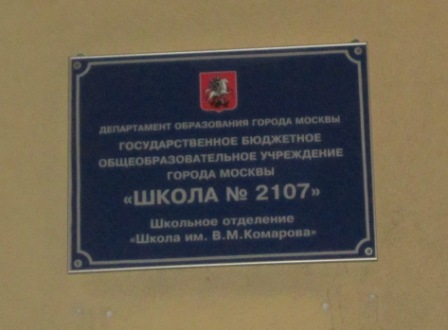 ДЕПАРТАМЕНТ ОБРАЗОВАНИЯ ГОРОДА МОСКВЫ
ГОСУДАРСТВЕННОЕ БЮДЖЕТНОЕ
ОБЩЕОБРАЗОВАТЕЛЬНОЕ УЧРЕЖДЕНИЕ
ГОРОДА МОСКВЫ
«ШКОЛА № 2107»
Школьное отделение
«Школа им. В.М.Комарова»